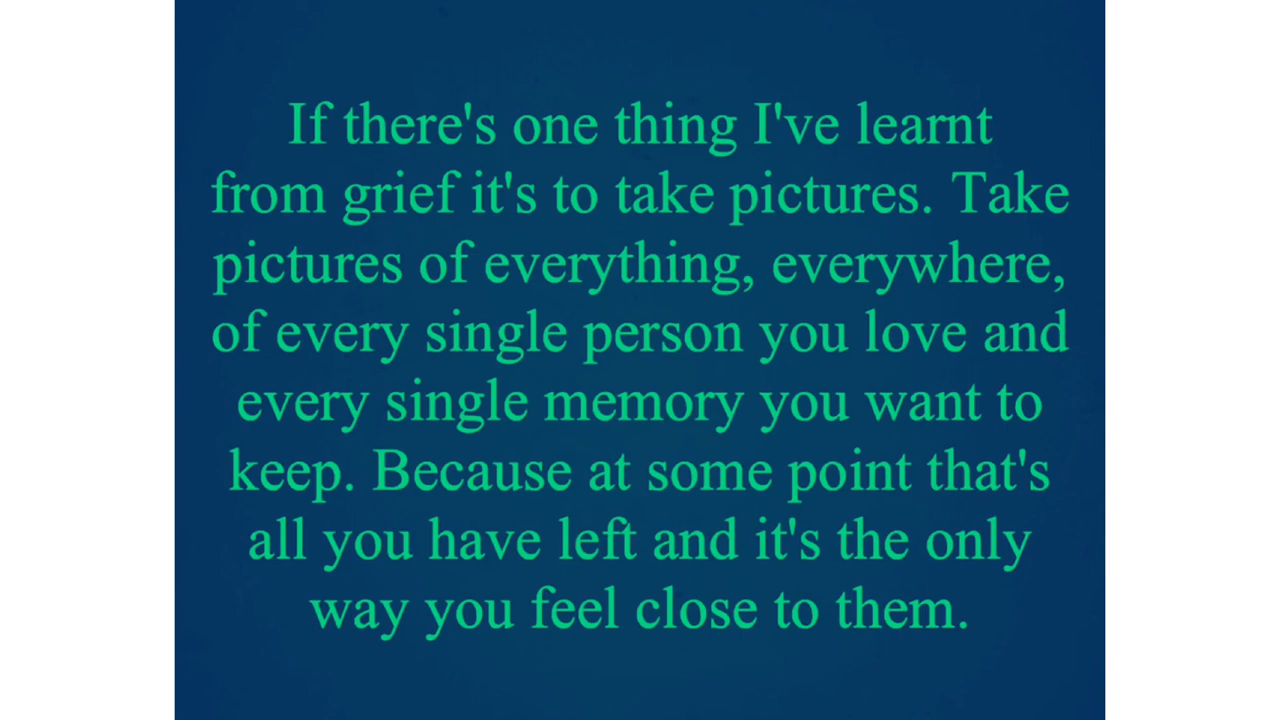 If there's one thing I've learnt
from grief it's to take pictures. Take
pictures of everything, everywhere,
of every single person you love and
every single memory you want to
keep. Because at some point that's
all you have left and it's the only
way you feel close to them.